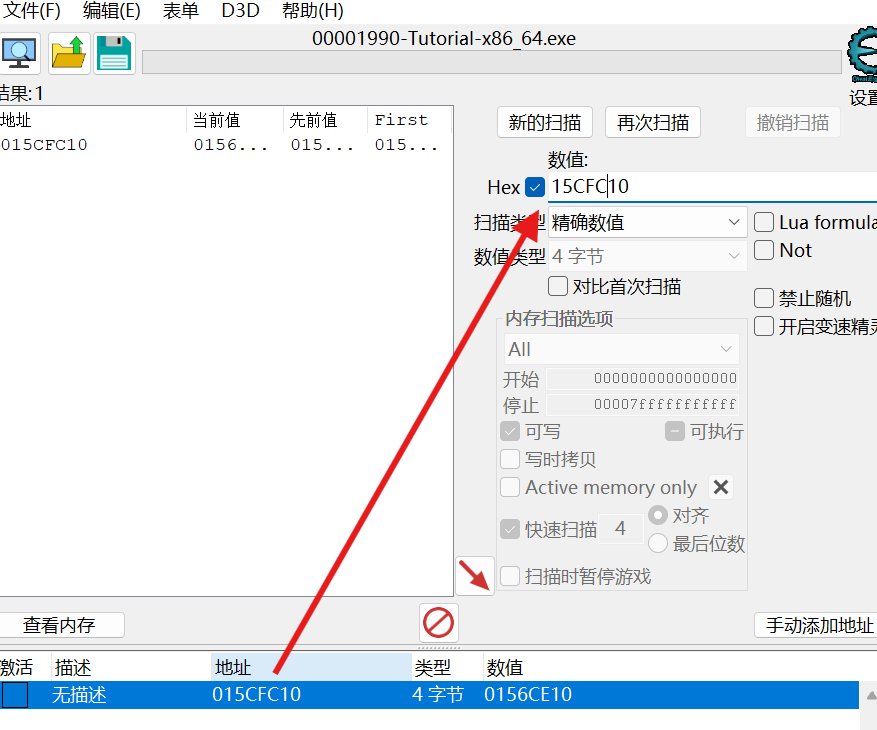 文件(F) 编辑(E) 表单 D3D 帮助(H)
00001990-Tutorial-x86_64.exe
结果:1
设置
地址 当前值 先前值 First
015CFC10 0156... 015... 015...
新的扫描 再次扫描 撤销扫描
数值:
Hex 15CFC10
扫描类型 精确数值 Lua formula
数值类型 4 字节 Not
对比首次扫描
内存扫描选项 禁止随机
All 开启变速精灵
开始 0000000000000000
停止 00007fffffffffff
可写 可执行
写时拷贝
Active memory only
快速扫描 4 对齐
最后位数
扫描时暂停游戏
查看内存 手动添加地址
激活 描述 地址 类型 数值
无描述 015CFC10 4 字节 0156CE10